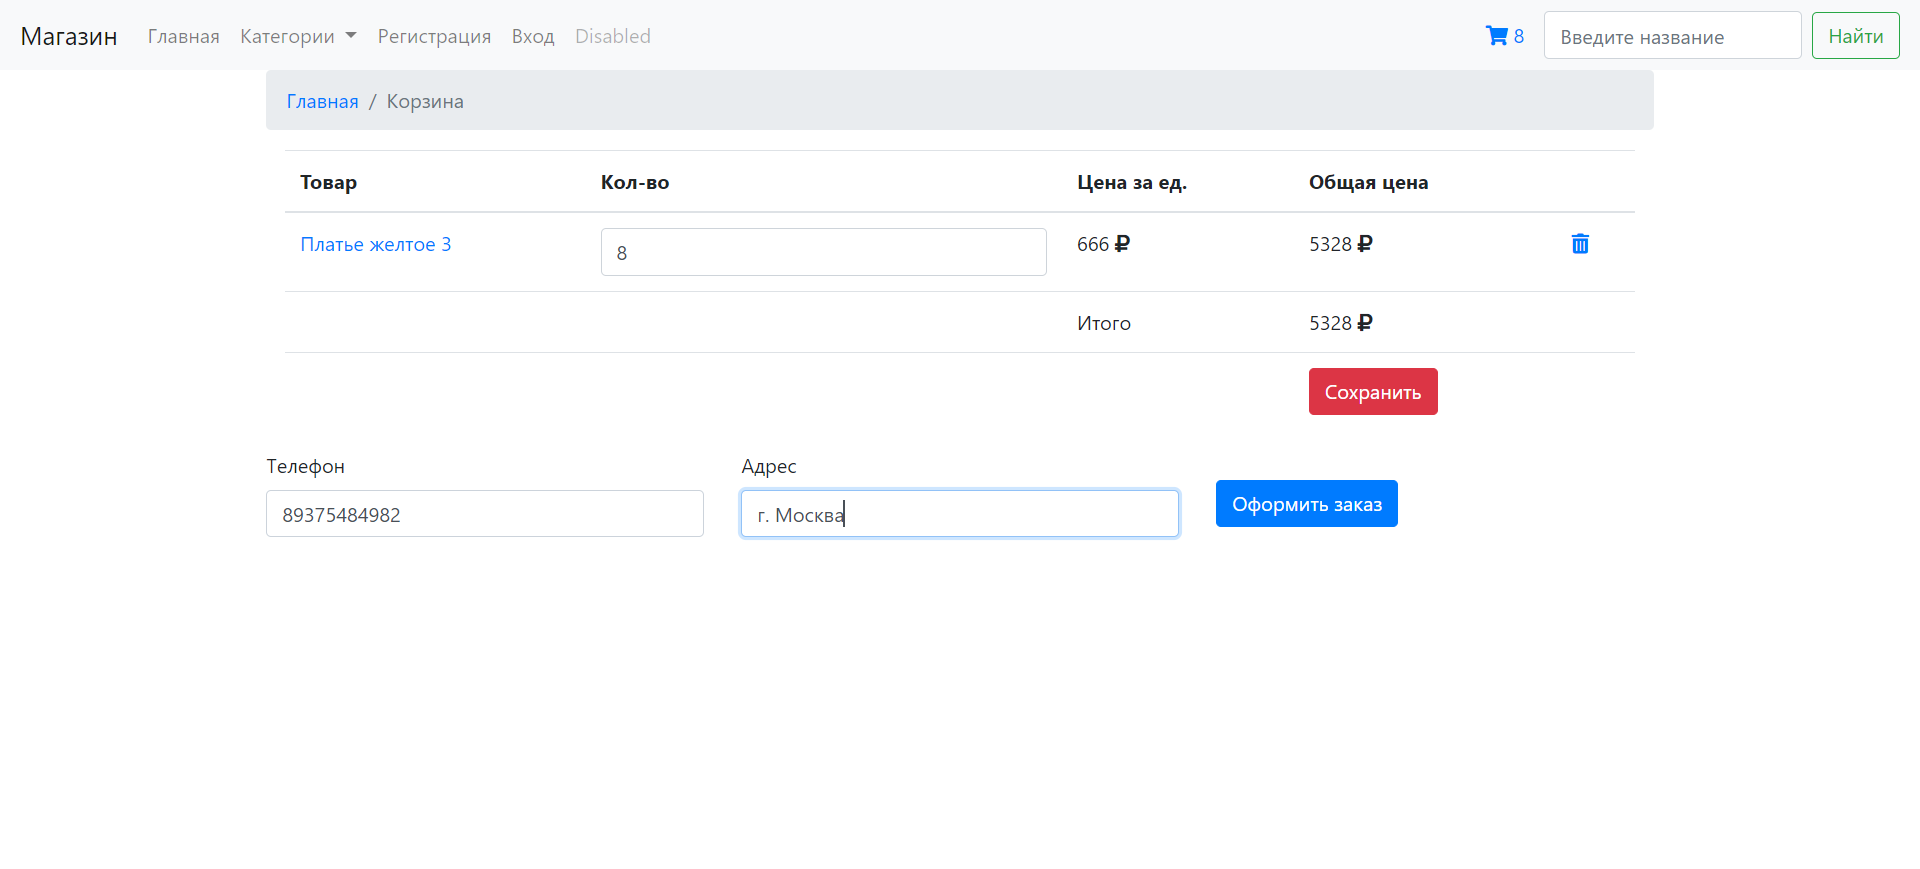 Магазин Главная Категории Регистрация Вход Disabled 8 Введите название Найти
Главная / Корзина
Товар Кол-во Цена за ед. Общая цена
Платье желтое 3 8 666 ₽ 5328 ₽
Итого 5328 ₽
Сохранить
Телефон Адрес
89375484982 г. Москва Оформить заказ